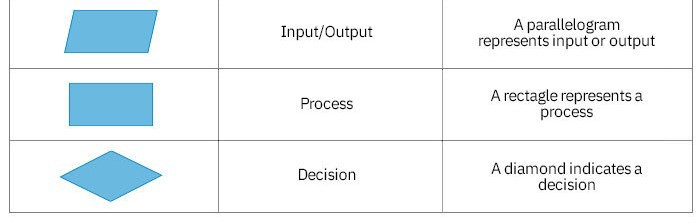 Input/Output
A parallelogram
represents input or output
Process
A rectagle represents a
process
Decision
A diamond indicates a
decision